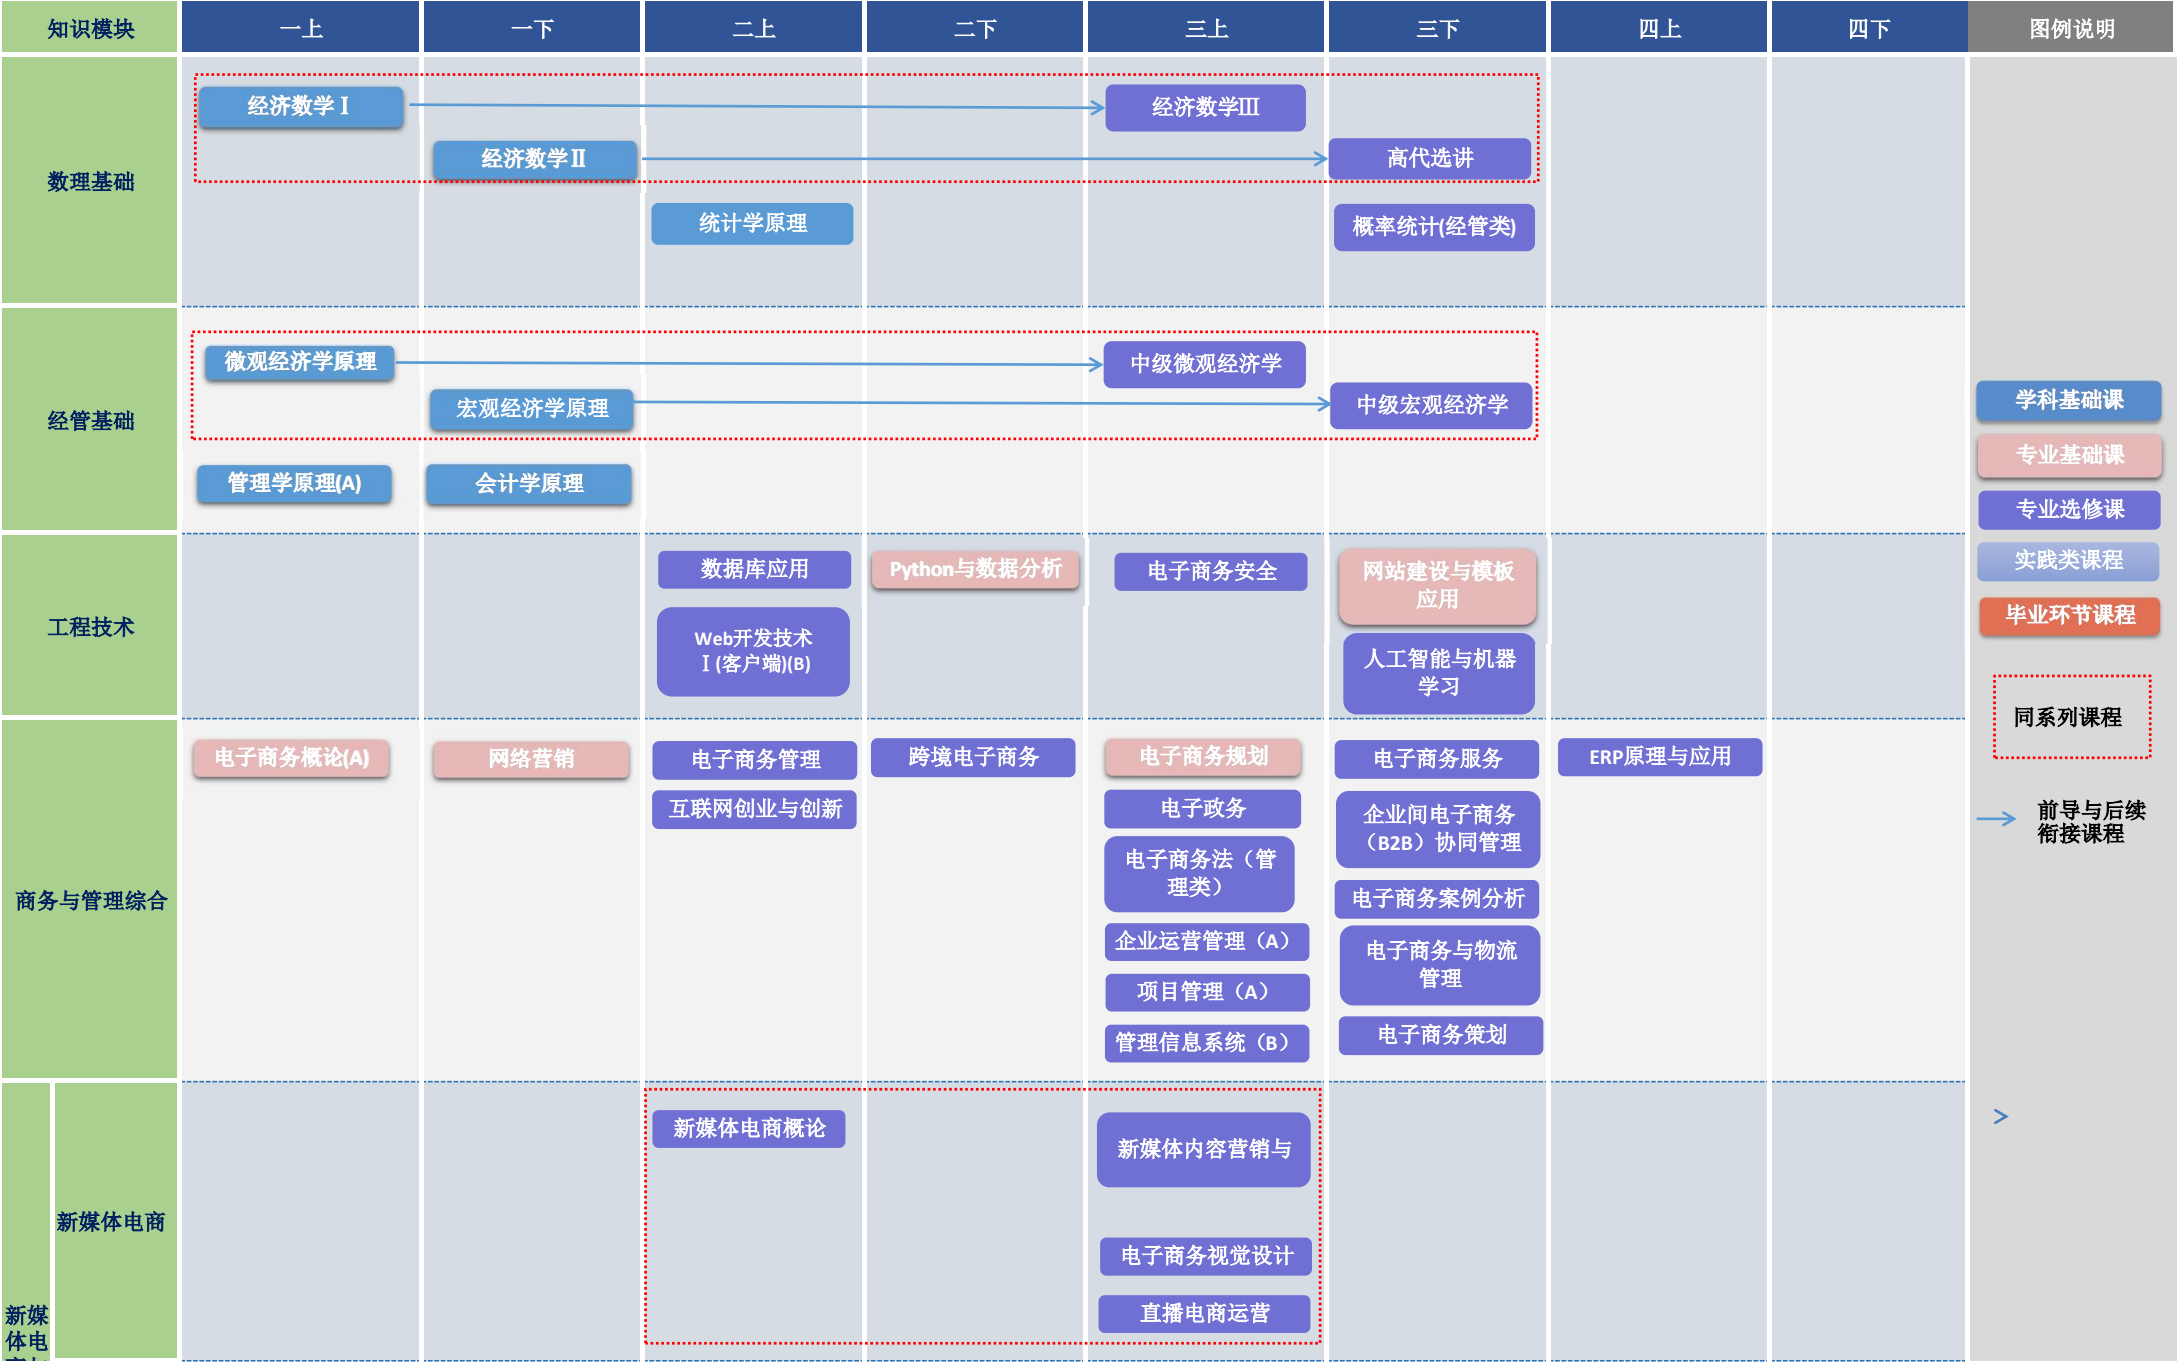 知识模块
一上
一下
二上
二下
三上
三下
四上
四下
图例说明
数理基础
经济数学Ⅰ
经济数学Ⅲ
经济数学Ⅱ
高代选讲
统计学原理
概率统计(经管类)
经管基础
微观经济学原理
中级微观经济学
宏观经济学原理
中级宏观经济学
管理学原理(A)
会计学原理
工程技术
数据库应用
Python与数据分析
电子商务安全
网站建设与模板
应用
Web开发技术
Ⅰ(客户端)(B)
人工智能与机器
学习
商务与管理综合
电子商务概论(A)
网络营销
电子商务管理
跨境电子商务
电子商务规划
电子商务服务
ERP原理与应用
互联网创业与创新
电子政务
企业间电子商务
（B2B）协同管理
电子商务法（管
理类）
电子商务案例分析
企业运营管理（A）
电子商务与物流
管理
项目管理（A）
管理信息系统（B）
电子商务策划
新媒
体电
新媒体电商
新媒体电商概论
新媒体内容营销与
电子商务视觉设计
直播电商运营
学科基础课
专业基础课
专业选修课
实践类课程
毕业环节课程
同系列课程
前导与后续
衔接课程